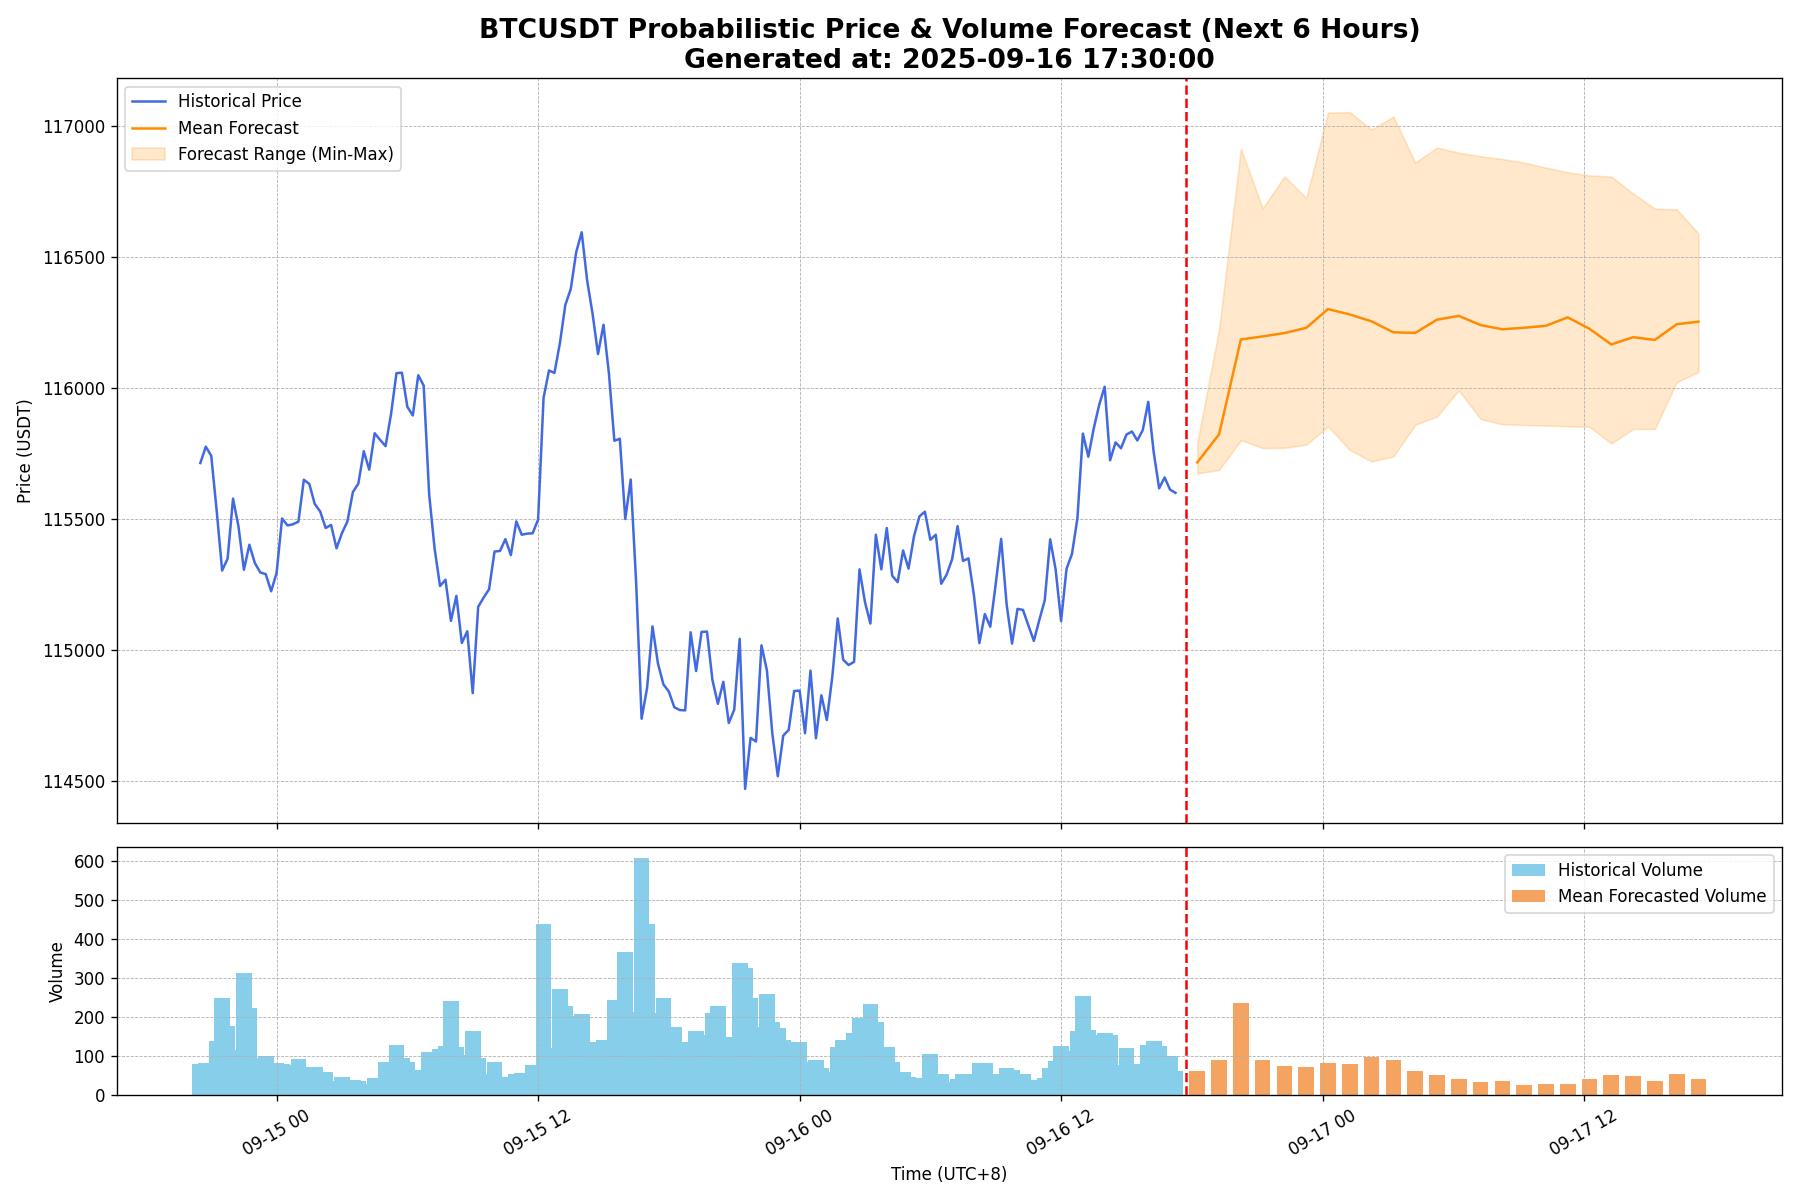 BTCUSDT Probabilistic Price & Volume Forecast (Next 6 Hours)
Generated at: 2025-09-16 17:30:00
Historical Price
Mean Forecast
Forecast Range (Min-Max)
117000
116500
116000
115500
115000
114500
Price (USDT)
Historical Volume
Mean Forecasted Volume
600
500
400
300
200
100
0
Volume
09-15 00
09-15 12
09-16 00
09-16 12
09-17 00
09-17 12
Time (UTC+8)